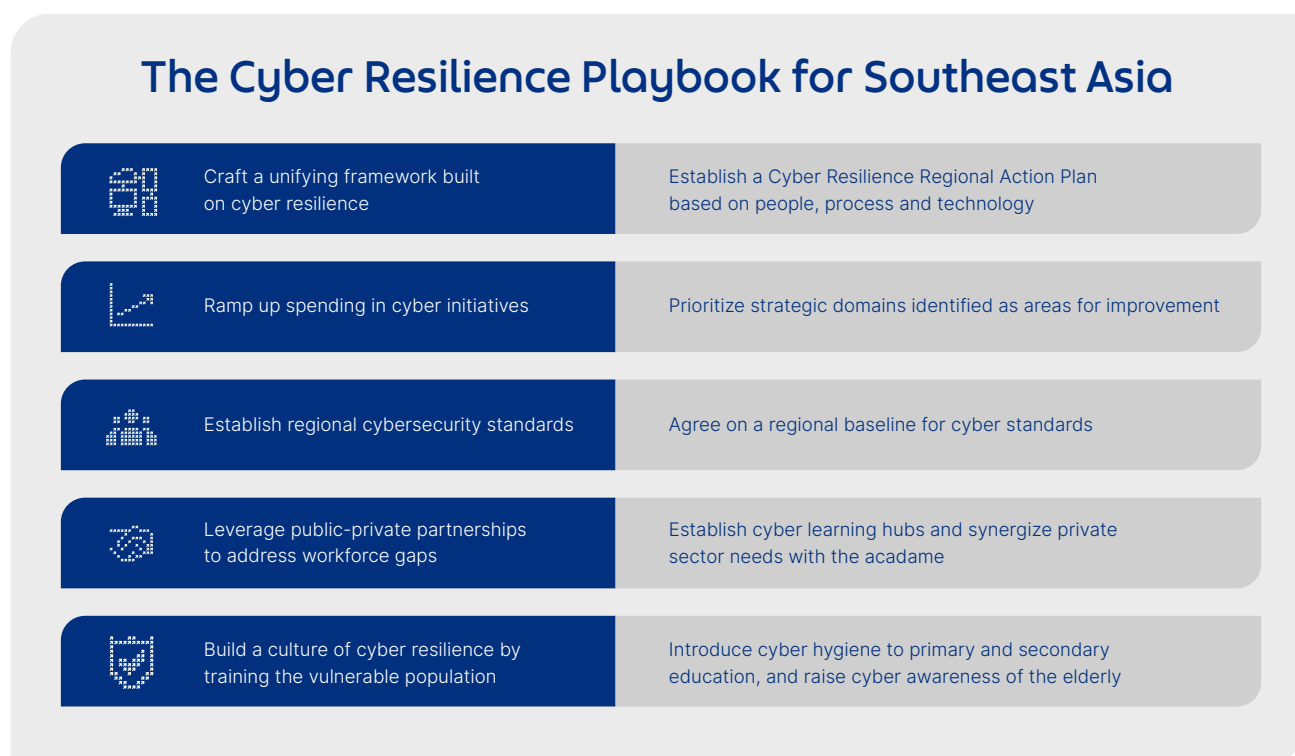 The Cyber Resilience Playbook for Southeast Asia
Craft a unifying framework built
on cyber resilience
Establish a Cyber Resilience Regional Action Plan
based on people, process and technology
Ramp up spending in cyber initiatives
Prioritize strategic domains identified as areas for improvement
Establish regional cybersecurity standards
Agree on a regional baseline for cyber standards
Leverage public-private partnerships
to address workforce gaps
Establish cyber learning hubs and synergize private
sector needs with the acadame
Build a culture of cyber resilience by
training the vulnerable population
Introduce cyber hygiene to primary and secondary
education, and raise cyber awareness of the elderly